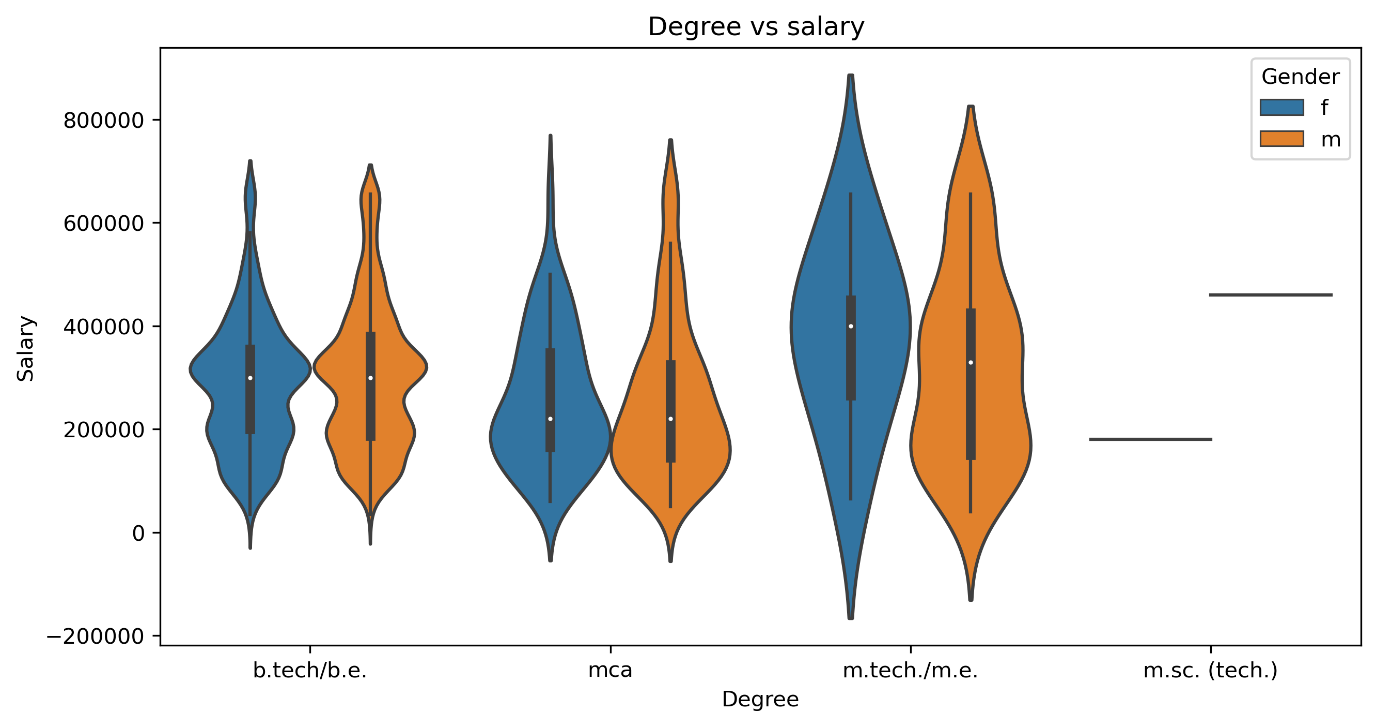 Degree vs salary
Gender
f
m
800000
600000
400000
200000
0
−200000
Salary
b.tech/b.e.
mca
m.tech./m.e.
m.sc. (tech.)
Degree